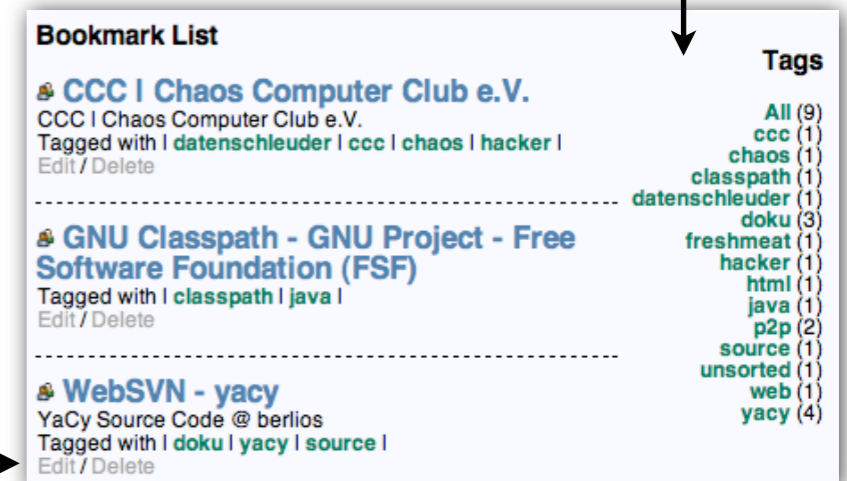 Bookmark List
CCC | Chaos Computer Club e.V.
CCC | Chaos Computer Club e.V.
Tagged with | datenschleuder | ccc | chaos | hacker |
Edit / Delete
GNU Classpath - GNU Project - Free
Software Foundation (FSF)
Tagged with | classpath | java |
Edit / Delete
WebSVN - yacy
YaCy Source Code @ berlios
Tagged with | doku | yacy | source |
Edit / Delete
Tags
All (9)
ccc (1)
chaos (1)
classpath (1)
datenschleuder (1)
doku (3)
freshmeat (1)
hacker (1)
html (1)
java (1)
p2p (2)
source (1)
unsorted (1)
web (1)
yacy (4)